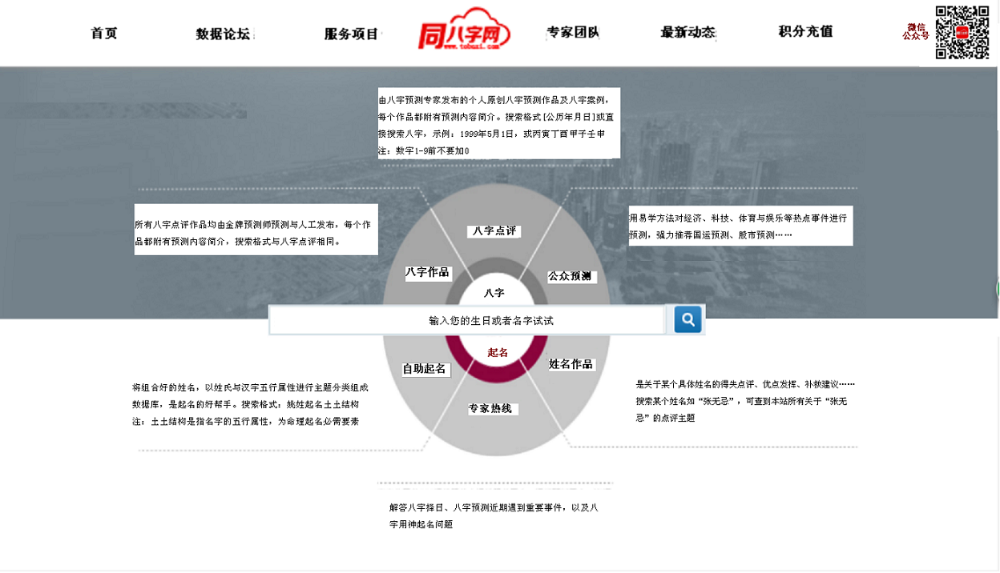 首页
数据论坛
服务项目
同八字网
www.tobazi.com
专家团队
最新动态
积分充值
微信
公众号
由八字预测专家发布的个人原创八字预测作品及八字案例，
每个作品都附有预测内容简介。搜索格式[公历年月日]或直
接搜索八字，示例：1999年5月1日，或丙寅丁酉甲子壬申
注：数字1-9前不要加0
所有八字点评作品均由金牌预测师预测与人工发布，每个作
品都附有预测内容简介，搜索格式与八字点评相同。
用易学方法对经济、科技、体育与娱乐等热点事件进行
预测，强力推荐国运预测、股市预测……
八字点评
八字作品
公众预测
八字
输入您的生日或者名字试试
起名
自助起名
姓名作品
专家热线
将组合好的姓名，以姓氏与汉字五行属性进行主题分类组成
数据库，是起名的好帮手。搜索格式：姚姓起名土土结构
注：土土结构是指名字的五行属性，为命理起名必需要素
是关于某个具体姓名的得失点评、优点发挥、补救建议……
搜索某个姓名如“张无忌”，可查到本站所有关于“张无
忌”的点评主题
解答八字择日、八字预测近期遇到重要事件，以及八
字用神起名问题